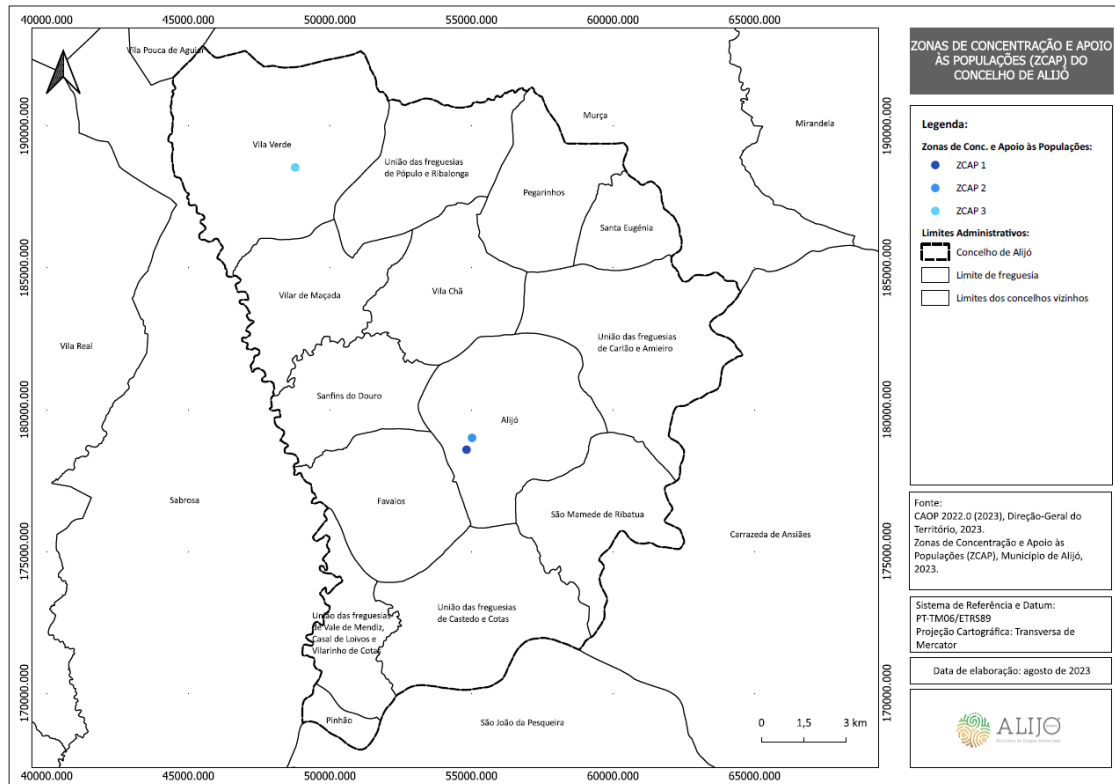 40000.000 45000.000 50000.000 55000.000 60000.000 65000.000
Vila Pouca de Aguiar
Murça
Mirandela
190000.000
190000.000
Vila Verde
União das freguesias
de Pópulo e Ribalonga
Pegarinhos
Santa Eugénia
185000.000
185000.000
Vilar de Maçada
Vila Chã
União das freguesias
de Carlão e Amieiro
Vila Real
Sanfins do Douro
Alijó
180000.000
180000.000
Sabrosa
Favaios
São Mamede de Ribatua
Carrazeda de Ansiães
175000.000
175000.000
União das freguesias
de Vale de Mendiz,
Casal de Loivos e
Vilarinho de Cotas
União das freguesias
de Castedo e Cotas
170000.000
170000.000
Pinhão
São João da Pesqueira
0 1,5 3 km
40000.000 45000.000 50000.000 55000.000 60000.000 65000.000
ZONAS DE CONCENTRAÇÃO E APOIO
ÀS POPULAÇÕES (ZCAP) DO
CONCELHO DE ALIJÓ
Legenda:
Zonas de Conc. e Apoio às Populações:
ZCAP 1
ZCAP 2
ZCAP 3
Limites Administrativos:
Concelho de Alijó
Limite de freguesia
Limites dos concelhos vizinhos
Fonte:
CAOP 2022.0 (2023), Direção-Geral do
Território, 2023.
Zonas de Concentração e Apoio às
Populações (ZCAP), Município de Alijó,
2023.
Sistema de Referência e Datum:
PT-TM06/ETRS89
Projeção Cartográfica: Transversa de
Mercator
Data de elaboração: agosto de 2023
ALIJÓ